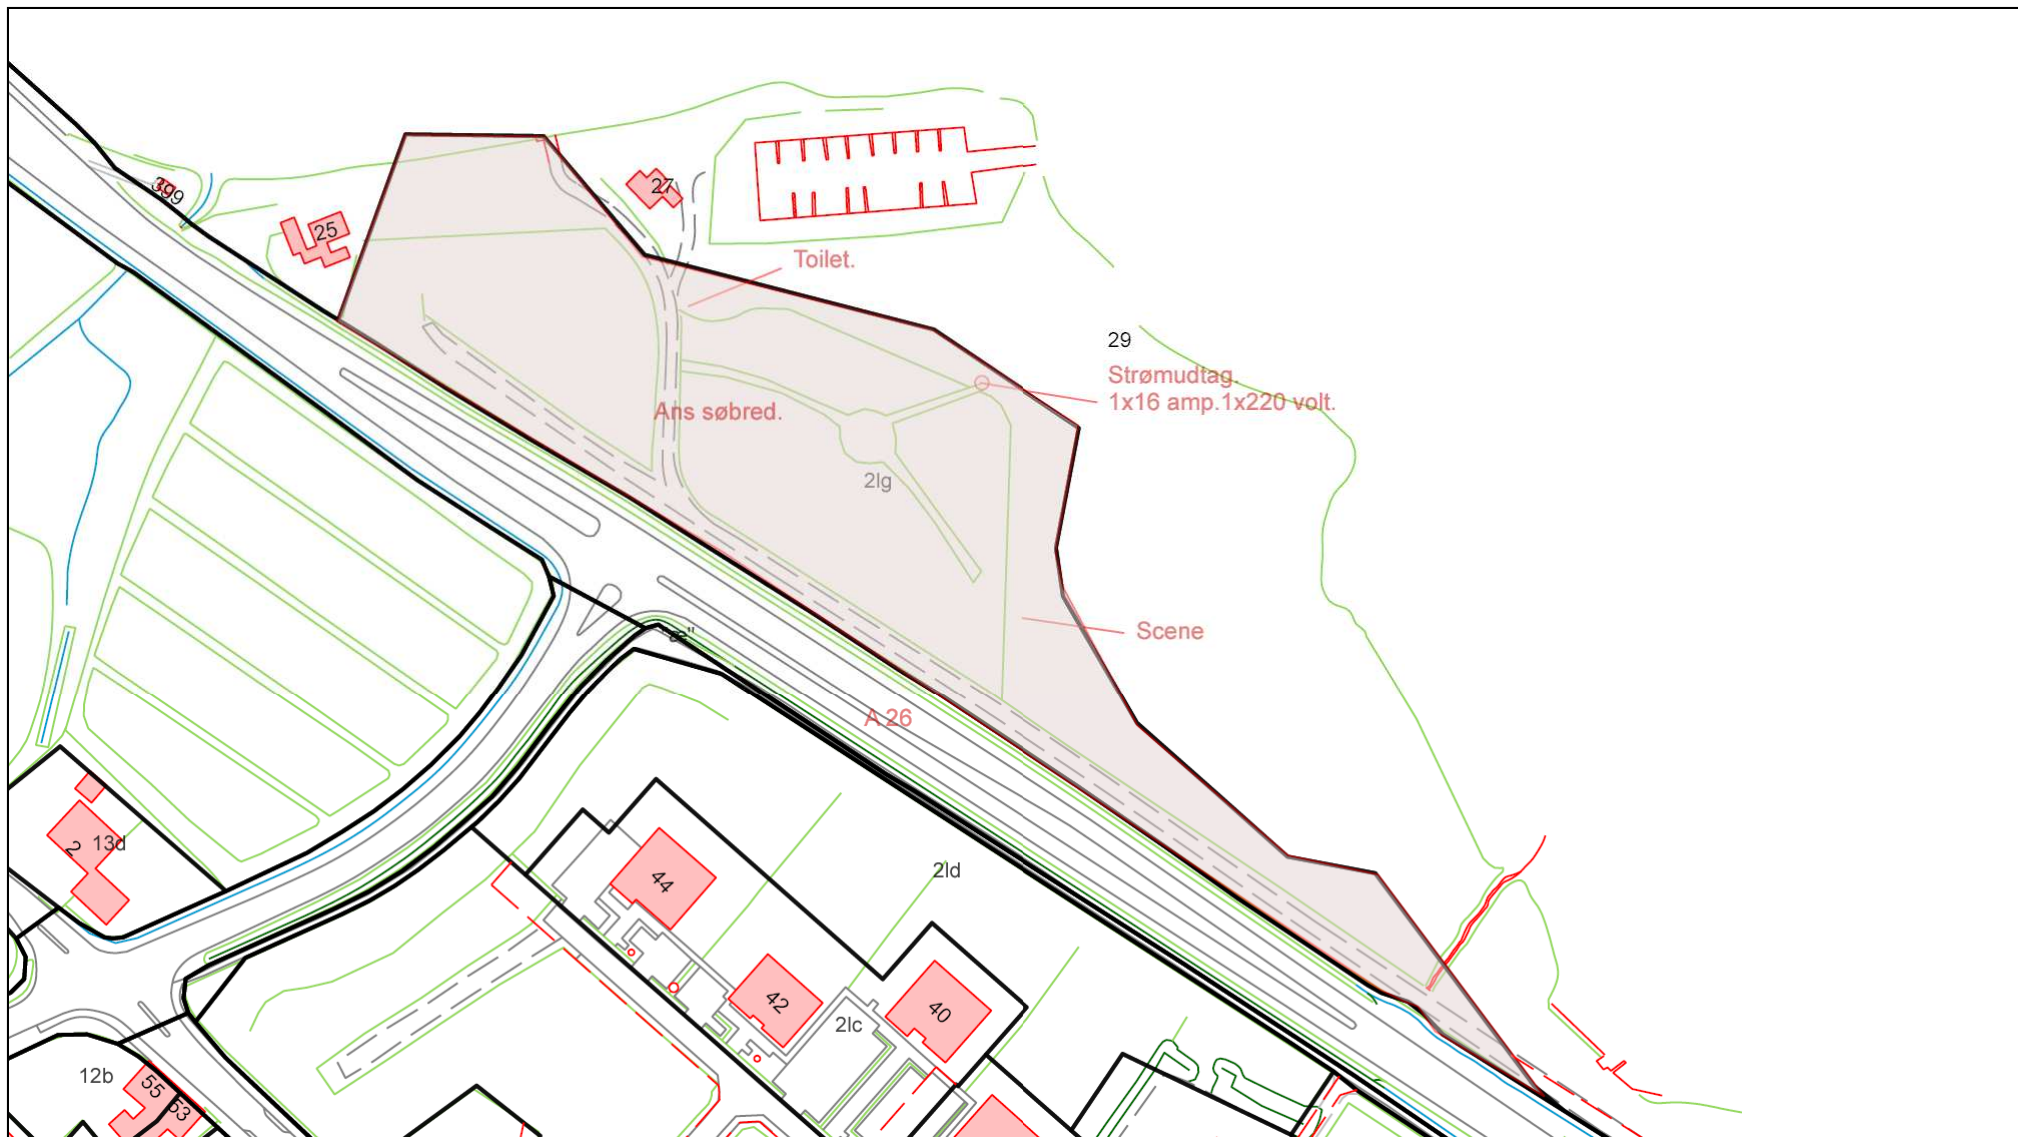 399
25
27
Toilet.
29
Strømudtag.
1x16 amp.1x220 volt.
Ans søbred.
2lg
Scene
"æ"
A 26
2
13d
44
2ld
42
40
2lc
12b
55
53